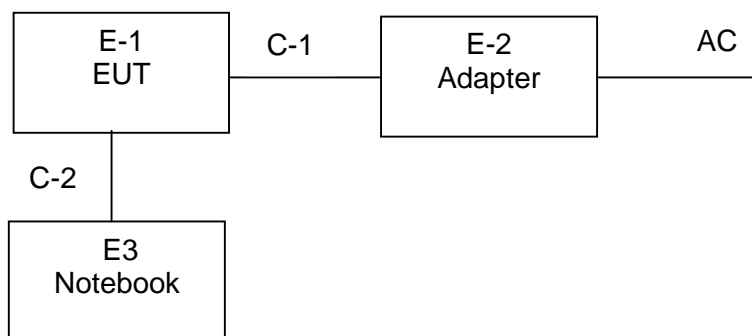 E-1
EUT
C-1
E-2
Adapter
AC
C-2
E3
Notebook